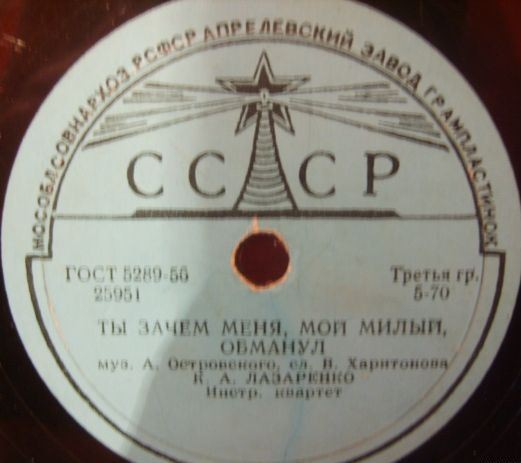 МОСОБЛСОВНАРХОЗ РСФСР АПРЕЛЕВСКИЙ ЗАВОД ГРАМПЛАСТИНОК
СССР
ГОСТ 5289-56
25951
Третья гр.
5-70
ТЫ ЗАЧЕМ МЕНЯ, МОЙ МИЛЫЙ,
ОБМАНУЛ
муз. А. Островского, сл. В. Харитонова
К. А. ЛАЗАРЕНКО
Инстр. квартет